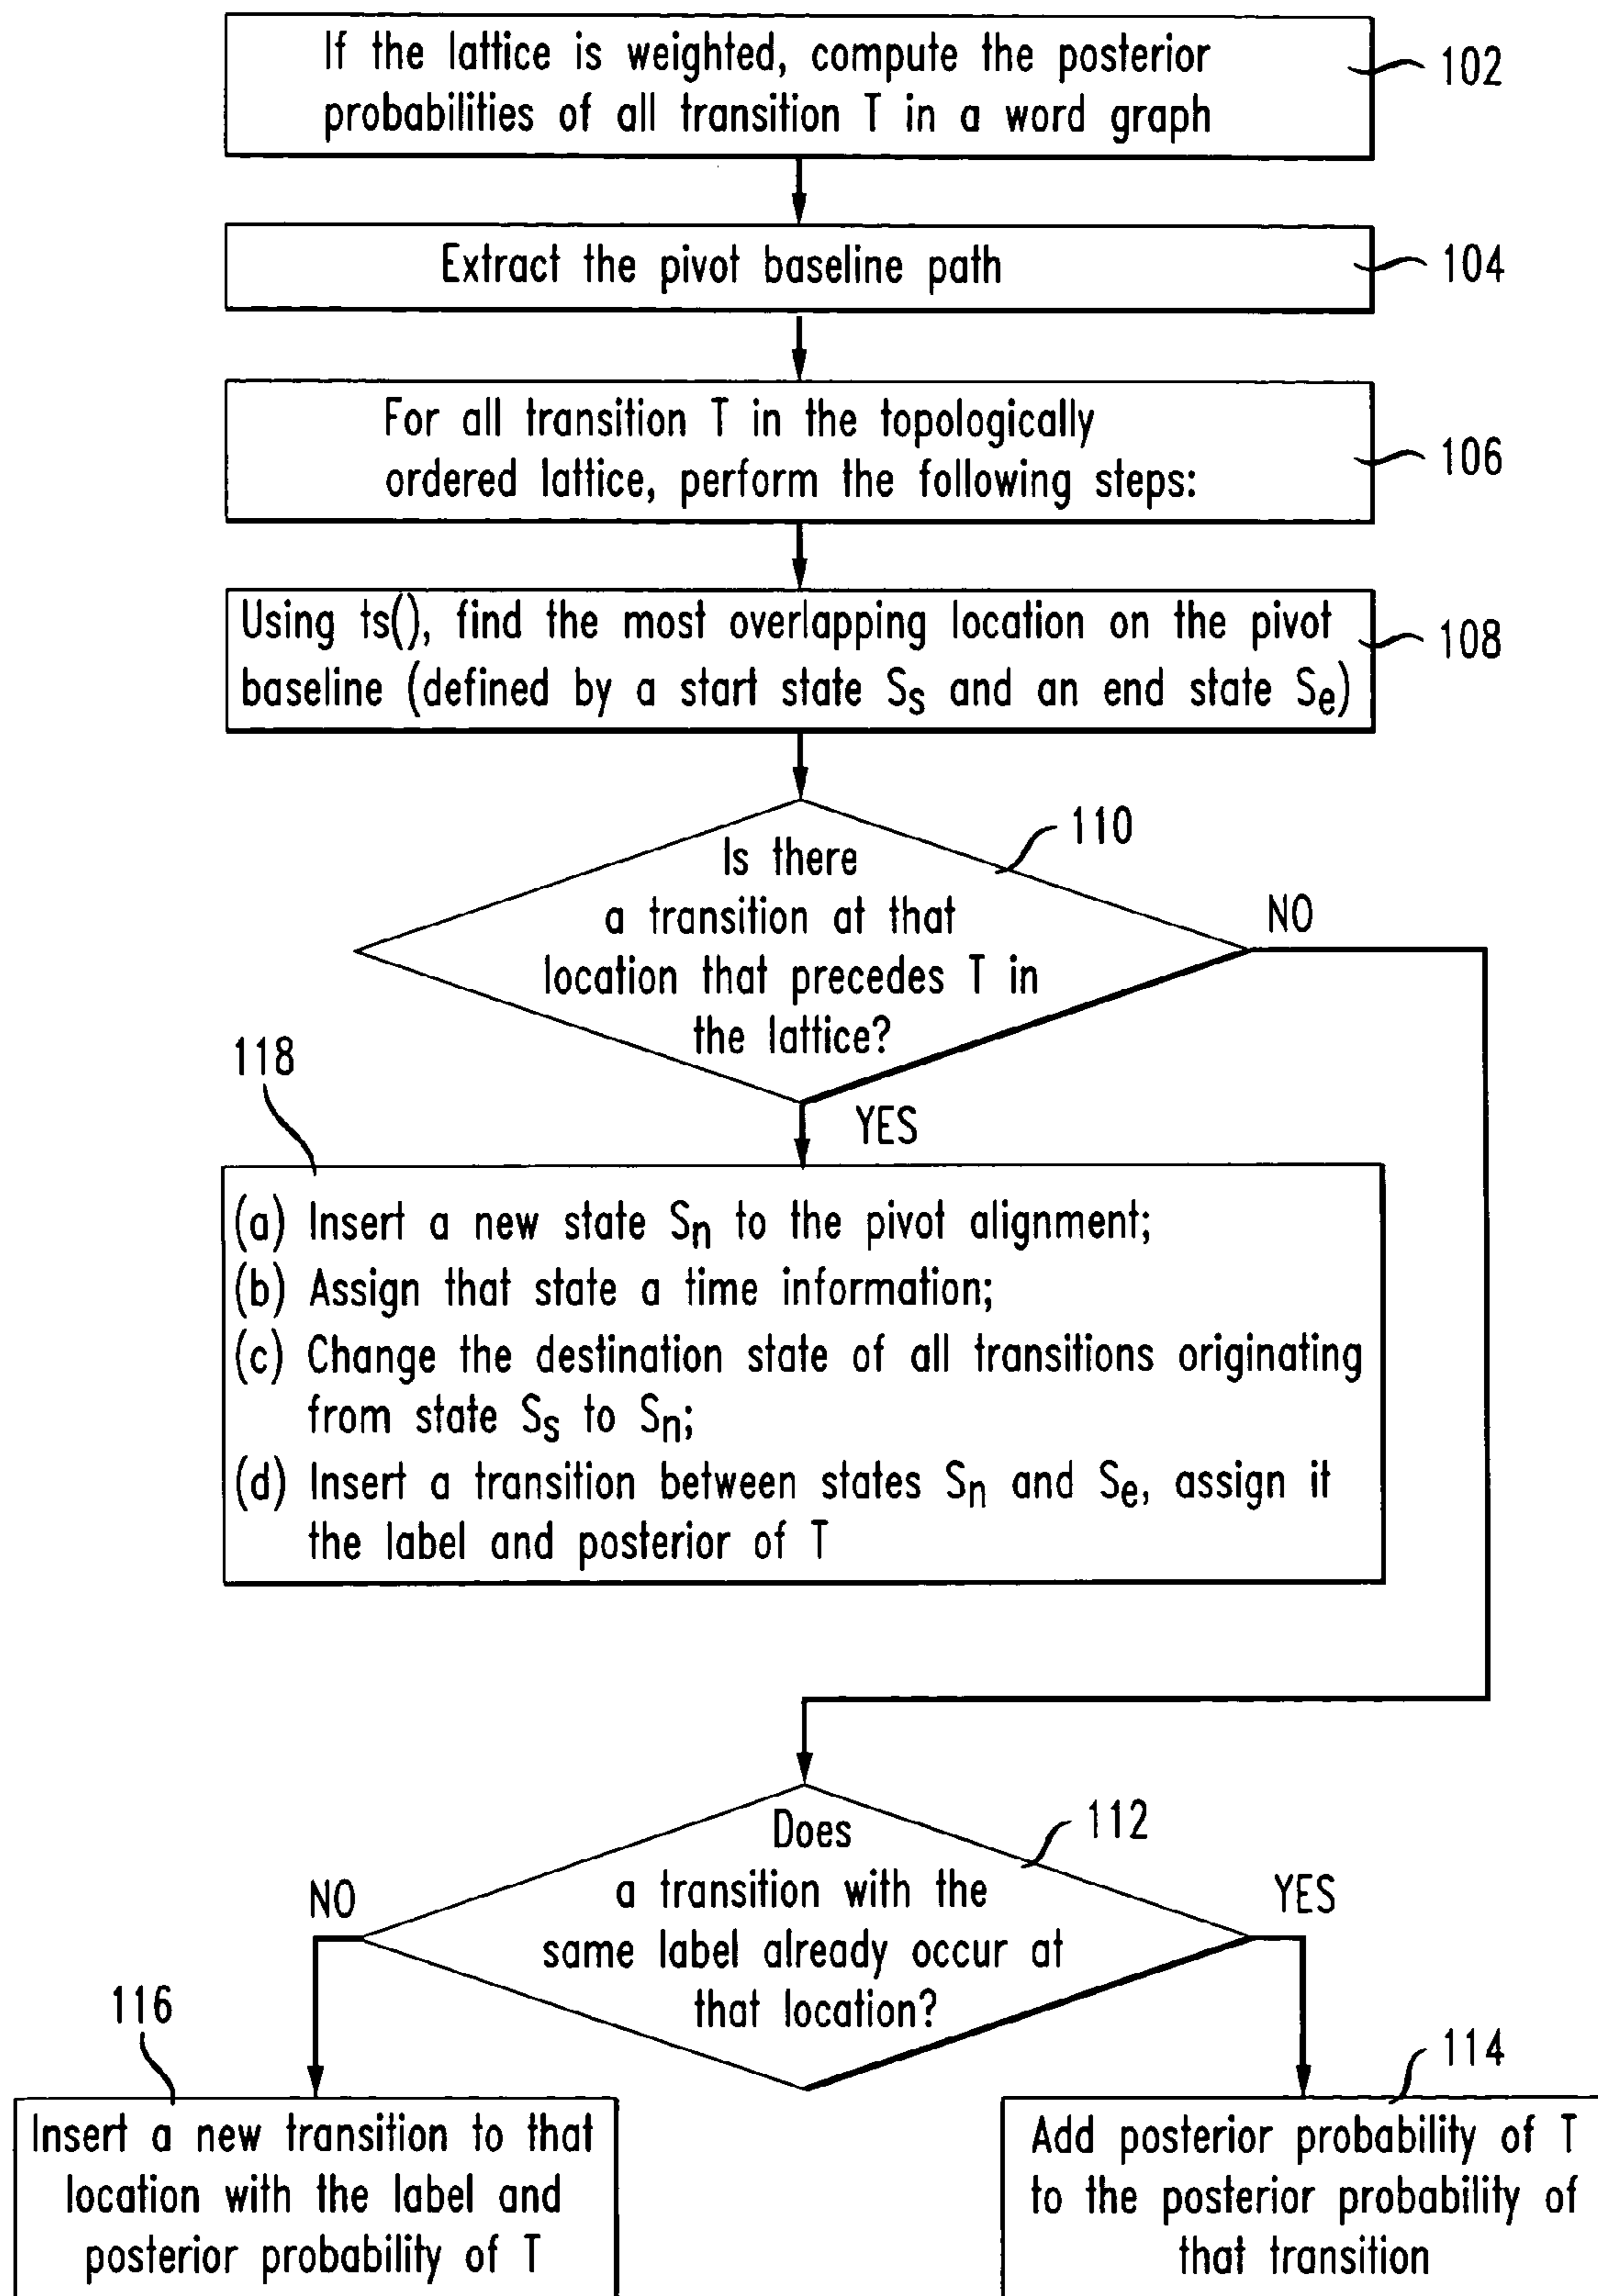 If the lattice is weighted, compute the posterior
probabilities of all transition T in a word graph
102
Extract the pivot baseline path
104
For all transition T in the topologically
ordered lattice, perform the following steps:
106
Using ts(), find the most overlapping location on the pivot
baseline (defined by a start state Ss and an end state Se)
108
110
Is there
a transition at that
location that precedes T in
the lattice?
NO
YES
118
(a) Insert a new state Sn to the pivot alignment;
(b) Assign that state a time information;
(c) Change the destination state of all transitions originating
from state Ss to Sn;
(d) Insert a transition between states Sn and Se, assign it
the label and posterior of T
112
Does
a transition with the
same label already occur at
that location?
NO
YES
116
Insert a new transition to that
location with the label and
posterior probability of T
114
Add posterior probability of T
to the posterior probability of
that transition